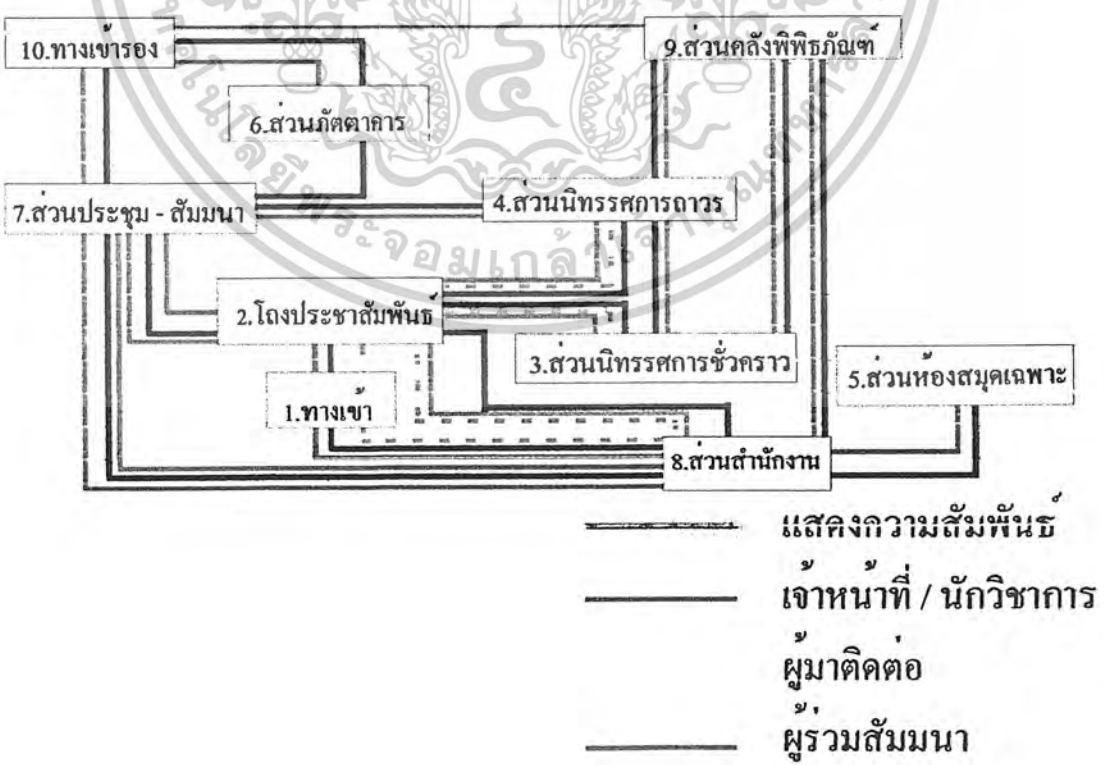 10.ทางเข้ารอง
9.ส่วนคลังพิพิธภัณฑ์
6.ส่วนภัตตาคาร
7.ส่วนประชุม - สัมมนา
4.ส่วนนิทรรศการถาวร
2.โถงประชาสัมพันธ์
3.ส่วนนิทรรศการชั่วคราว
5.ส่วนห้องสมุดเฉพาะ
1.ทางเข้า
8.ส่วนสำนักงาน
แสดงความสัมพันธ์
เจ้าหน้าที่ / นักวิชาการ
ผู้มาติดต่อ
ผู้ร่วมสัมมนา